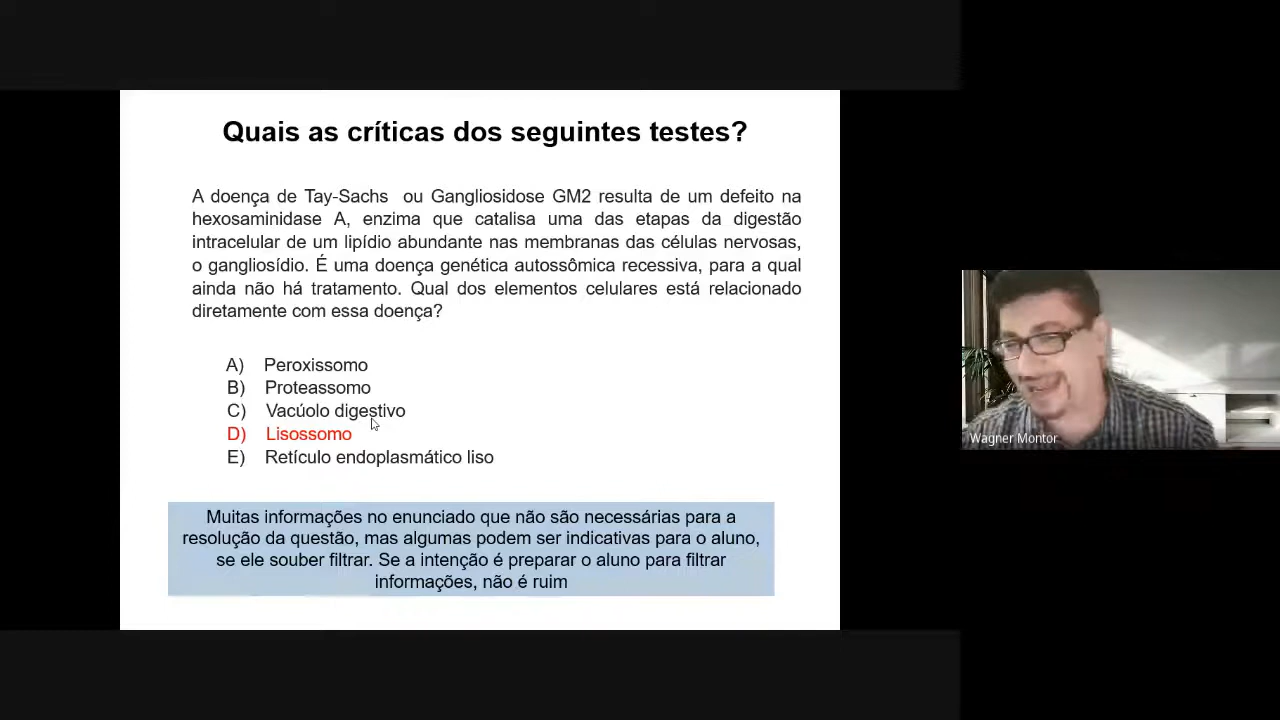 Quais as críticas dos seguintes testes?
A doença de Tay-Sachs ou Gangliosidose GM2 resulta de um defeito na
hexosaminidase A, enzima que catalisa uma das etapas da digestão
intracelular de um lipídio abundante nas membranas das células nervosas,
o gangliosídio. É uma doença genética autossômica recessiva, para a qual
ainda não há tratamento. Qual dos elementos celulares está relacionado
diretamente com essa doença?
A) Peroxissomo
B) Proteassomo
C) Vacúolo digestivo
D) Lisossomo
E) Retículo endoplasmático liso
Muitas informações no enunciado que não são necessárias para a
resolução da questão, mas algumas podem ser indicativas para o aluno,
se ele souber filtrar. Se a intenção é preparar o aluno para filtrar
informações, não é ruim
Wagner Montor